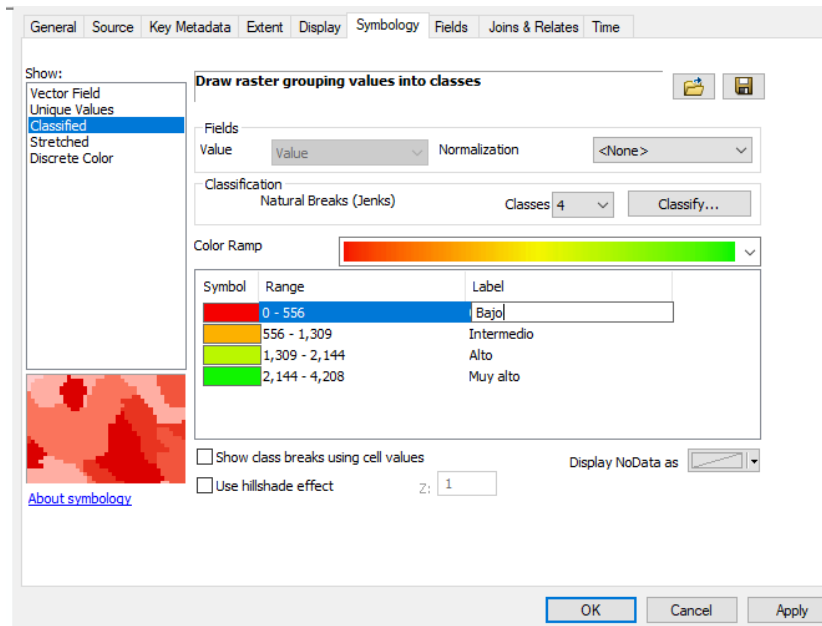 General Source Key Metadata Extent Display Symbology Fields Joins & Relates Time
Show:
Vector Field
Unique Values
Classified
Stretched
Discrete Color
Draw raster grouping values into classes
Fields
Value Value Normalization <None>
Classification
Natural Breaks (Jenks) Classes 4 Classify...
Color Ramp
Symbol Range Label
0 - 556 Bajo
556 - 1,309 Intermedio
1,309 - 2,144 Alto
2,144 - 4,208 Muy alto
Show class breaks using cell values Display NoData as
Use hillshade effect Z: 1
About symbology
OK Cancel Apply